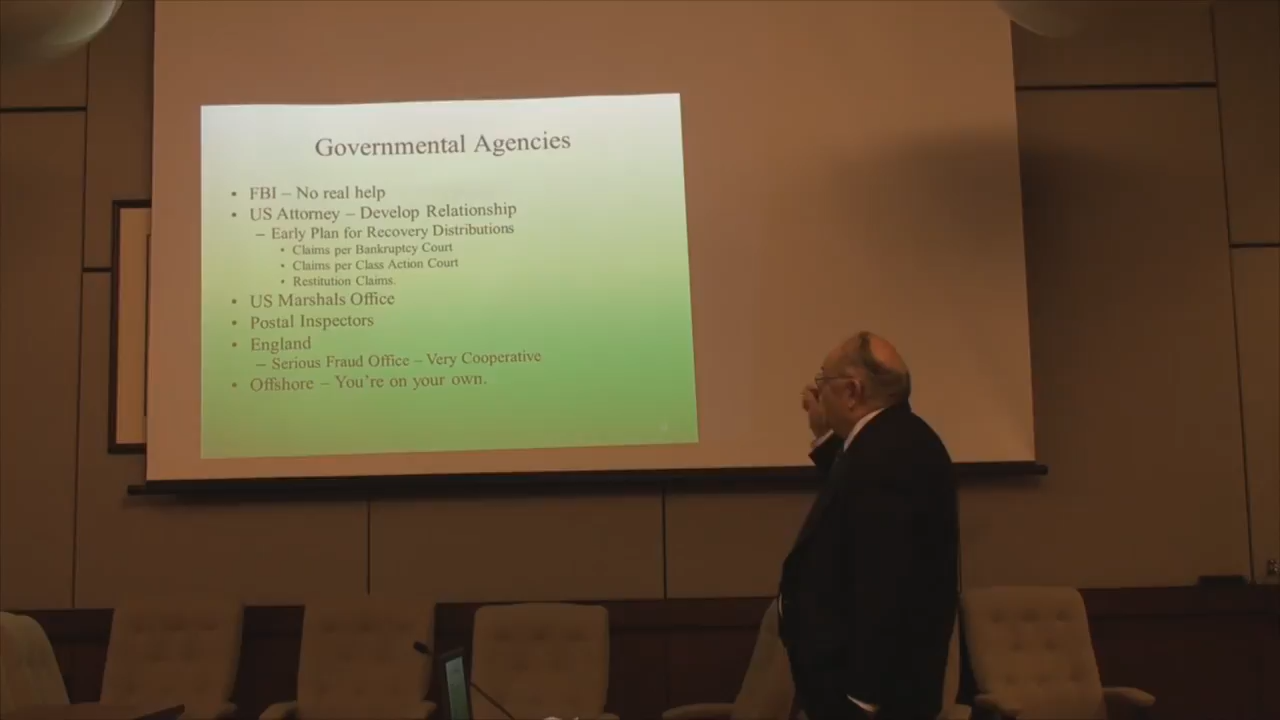 Governmental Agencies
• FBI – No real help
• US Attorney – Develop Relationship
– Early Plan for Recovery Distributions
• Claims per Bankruptcy Court
• Claims per Class Action Court
• Restitution Claims.
• US Marshals Office
• Postal Inspectors
• England
– Serious Fraud Office – Very Cooperative
• Offshore – You're on your own.